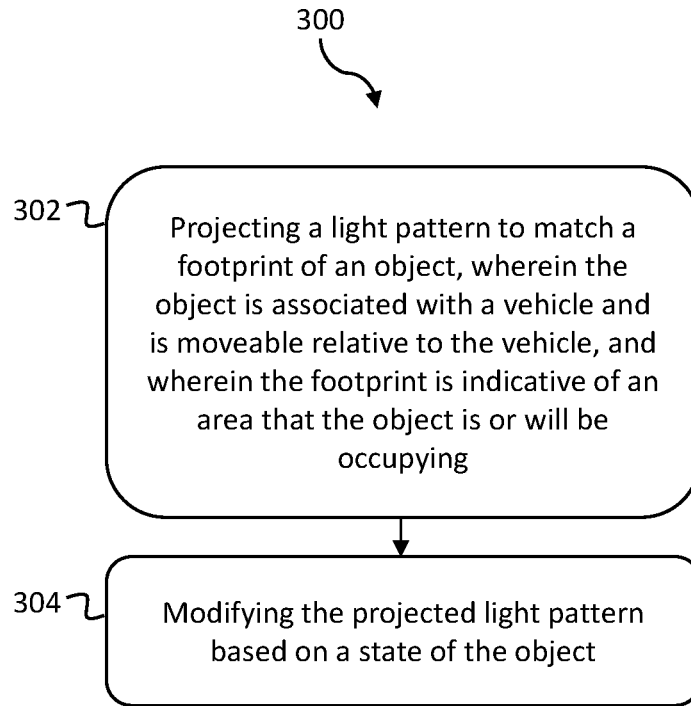 300
302
Projecting a light pattern to match a
footprint of an object, wherein the
object is associated with a vehicle and
is moveable relative to the vehicle, and
wherein the footprint is indicative of an
area that the object is or will be
occupying
304
Modifying the projected light pattern
based on a state of the object